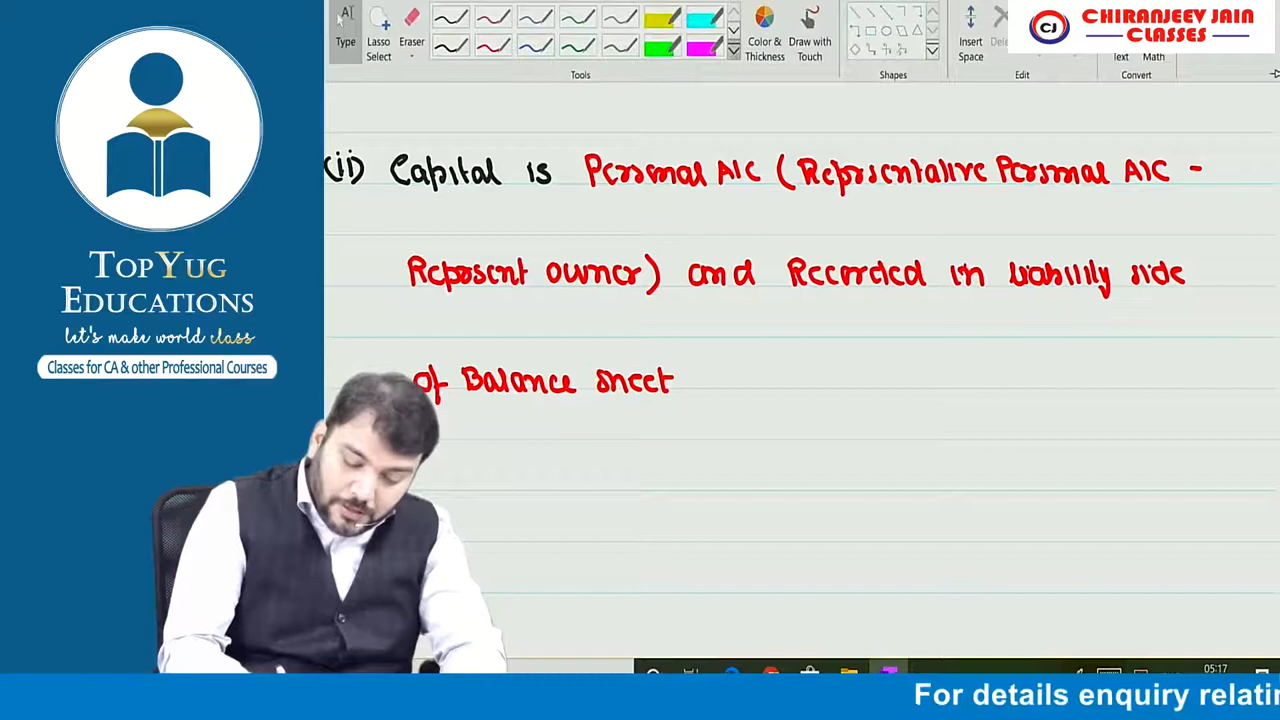 Type
Lasso Select
Eraser
Color & Thickness
Draw with Touch
Insert Space
Text
Math
Tools
Shapes
Edit
Convert
CJ
CHIRANJEEV JAIN
CLASSES
TOPYUG
EDUCATIONS
let's make world class
Classes for CA & other Professional Courses
(ii) Capital is Personal A/C (Representative Personal A/C -
Represent owner) and Recorded in liability side
of Balance sheet
05:17
For details enquiry relatin